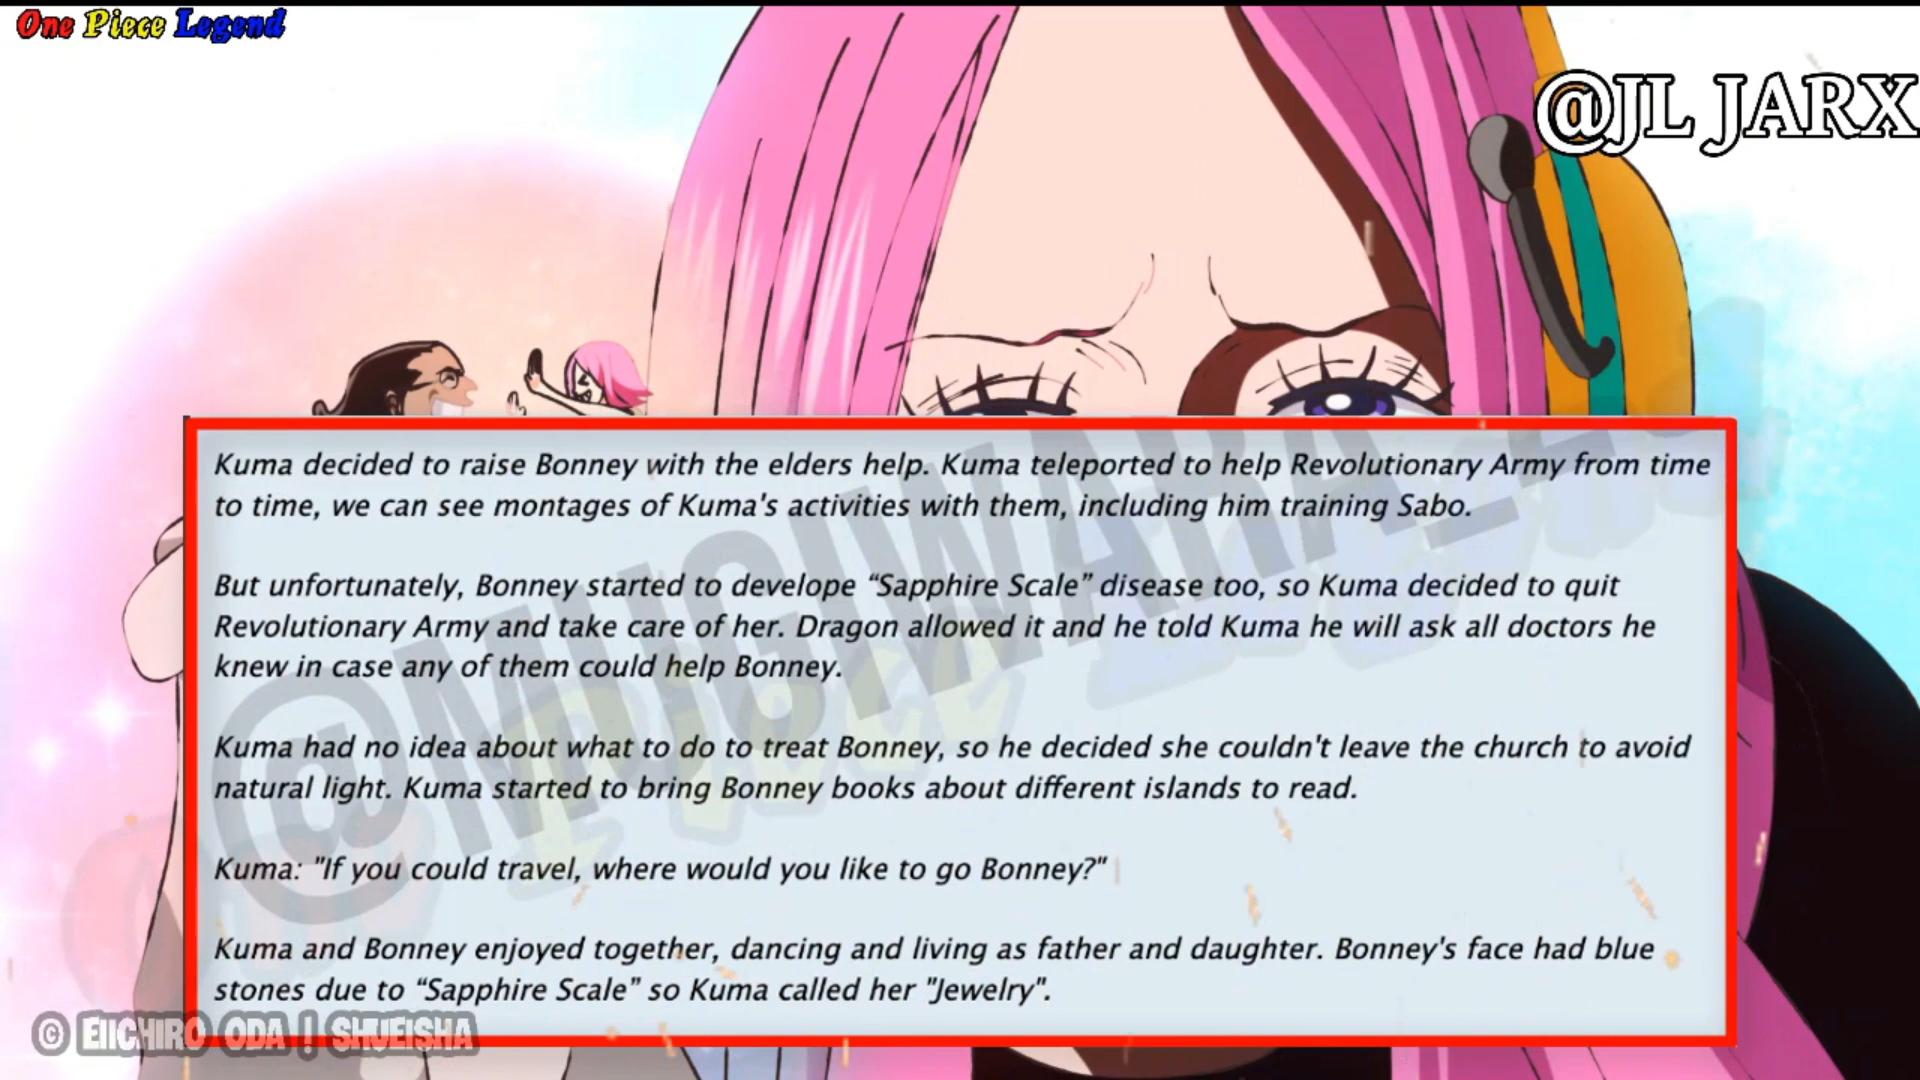 One Piece Legend
@JL JARX
Kuma decided to raise Bonney with the elders help. Kuma teleported to help Revolutionary Army from time
to time, we can see montages of Kuma's activities with them, including him training Sabo.
But unfortunately, Bonney started to develope “Sapphire Scale” disease too, so Kuma decided to quit
Revolutionary Army and take care of her. Dragon allowed it and he told Kuma he will ask all doctors he
knew in case any of them could help Bonney.
Kuma had no idea about what to do to treat Bonney, so he decided she couldn't leave the church to avoid
natural light. Kuma started to bring Bonney books about different islands to read.
Kuma: "If you could travel, where would you like to go Bonney?"
Kuma and Bonney enjoyed together, dancing and living as father and daughter. Bonney's face had blue
stones due to “Sapphire Scale” so Kuma called her "Jewelry".
© EIICHIRO ODA | SHUEISHA